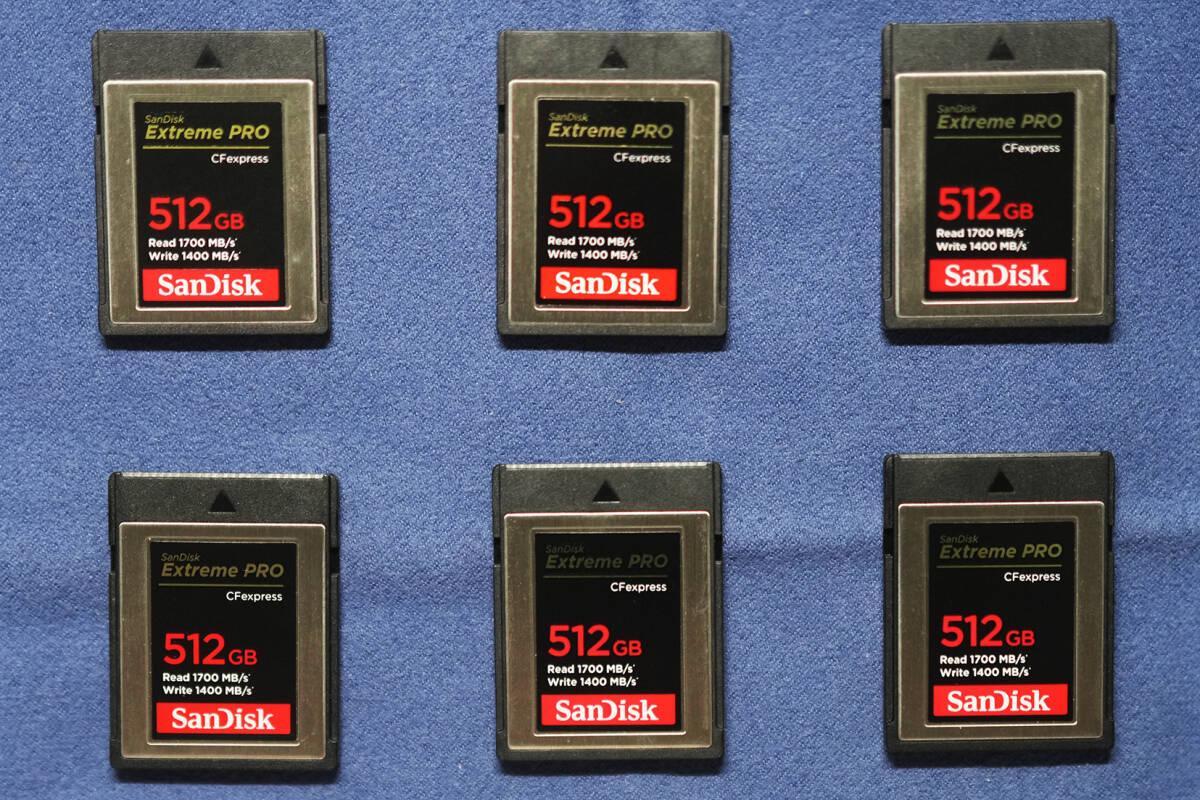 SanDisk
Extreme PRO
CFexpress
512GB
Read 1700 MB/s*
Write 1400 MB/s*
SanDisk
SanDisk
Extreme PRO
CFexpress
512GB
Read 1700 MB/s*
Write 1400 MB/s*
SanDisk
SanDisk
Extreme PRO
CFexpress
512GB
Read 1700 MB/s*
Write 1400 MB/s*
SanDisk
SanDisk
Extreme PRO
CFexpress
512GB
Read 1700 MB/s*
Write 1400 MB/s*
SanDisk
SanDisk
Extreme PRO
CFexpress
512GB
Read 1700 MB/s*
Write 1400 MB/s*
SanDisk
SanDisk
Extreme PRO
CFexpress
512GB
Read 1700 MB/s*
Write 1400 MB/s*
SanDisk